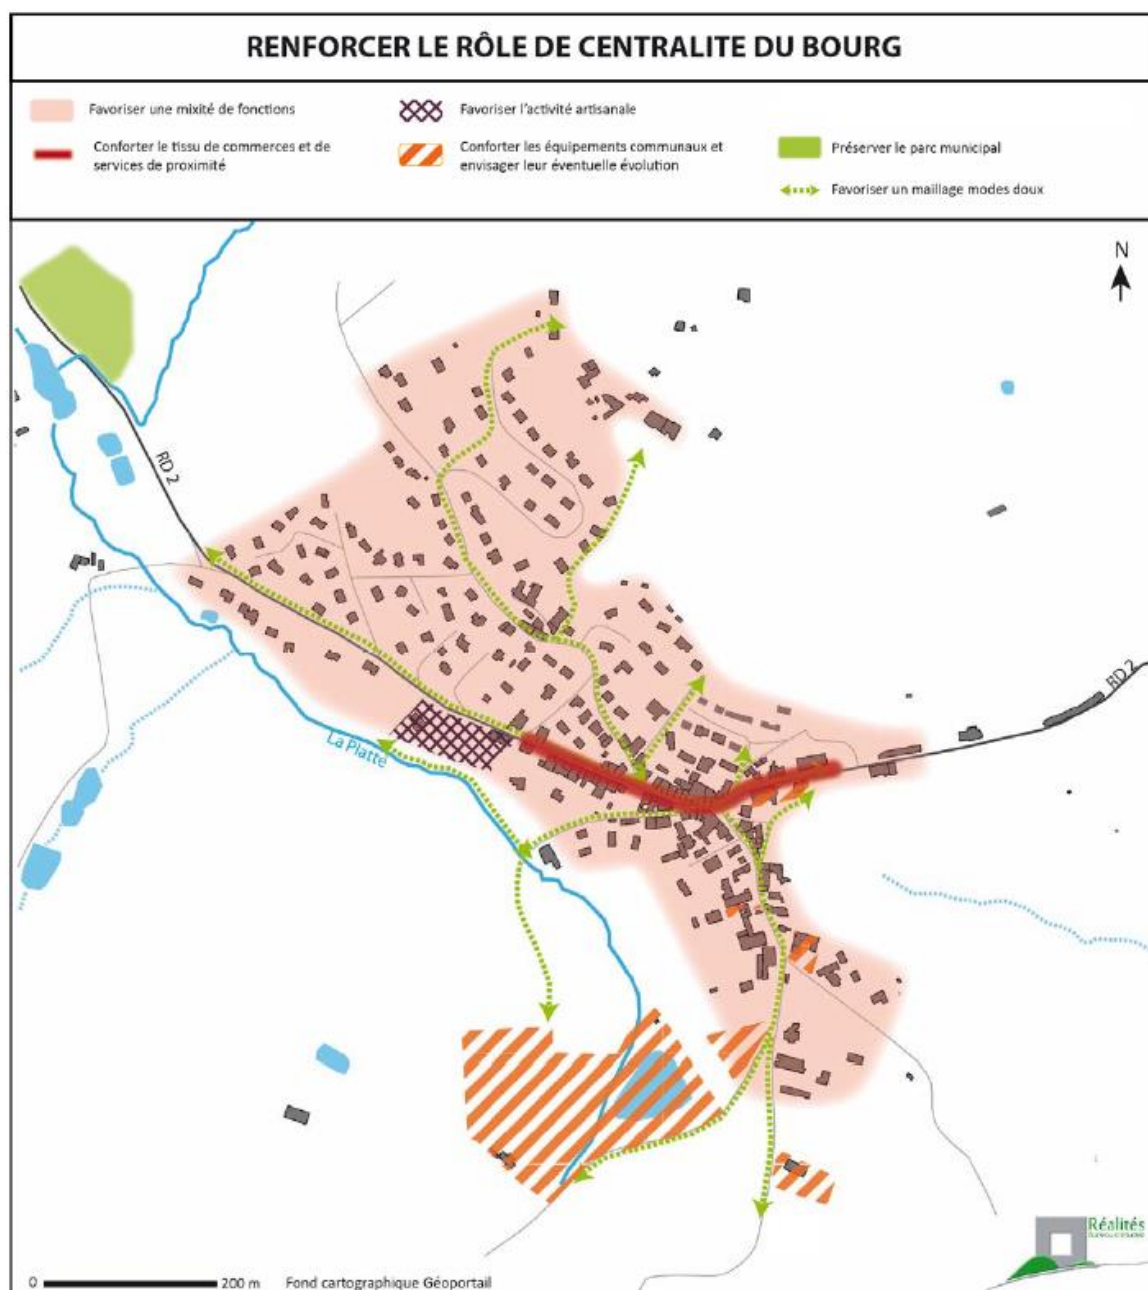 RENFORCER LE RÔLE DE CENTRALITE DU BOURG
Favoriser une mixité de fonctions
Favoriser l'activité artisanale
Conforter le tissu de commerces et de
services de proximité
Conforter les équipements communaux et
envisager leur éventuelle évolution
Préserver le parc municipal
Favoriser un maillage modes doux
N
RD 2
RD 2
La Platte
Réalités
0
200 m
Fond cartographique Géoportail